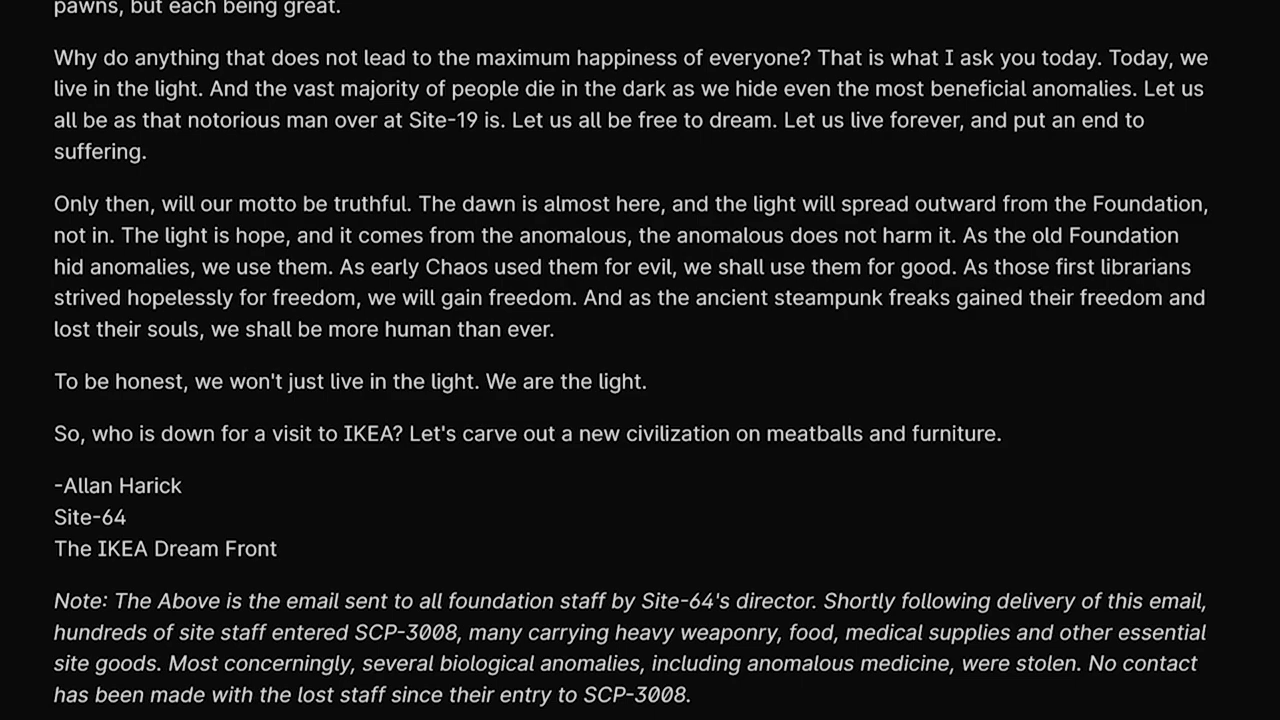 pawns, but each being great.
Why do anything that does not lead to the maximum happiness of everyone? That is what I ask you today. Today, we
live in the light. And the vast majority of people die in the dark as we hide even the most beneficial anomalies. Let us
all be as that notorious man over at Site-19 is. Let us all be free to dream. Let us live forever, and put an end to
suffering.
Only then, will our motto be truthful. The dawn is almost here, and the light will spread outward from the Foundation,
not in. The light is hope, and it comes from the anomalous, the anomalous does not harm it. As the old Foundation
hid anomalies, we use them. As early Chaos used them for evil, we shall use them for good. As those first librarians
strived hopelessly for freedom, we will gain freedom. And as the ancient steampunk freaks gained their freedom and
lost their souls, we shall be more human than ever.
To be honest, we won't just live in the light. We are the light.
So, who is down for a visit to IKEA? Let's carve out a new civilization on meatballs and furniture.
-Allan Harick
Site-64
The IKEA Dream Front
Note: The Above is the email sent to all foundation staff by Site-64's director. Shortly following delivery of this email,
hundreds of site staff entered SCP-3008, many carrying heavy weaponry, food, medical supplies and other essential
site goods. Most concerningly, several biological anomalies, including anomalous medicine, were stolen. No contact
has been made with the lost staff since their entry to SCP-3008.